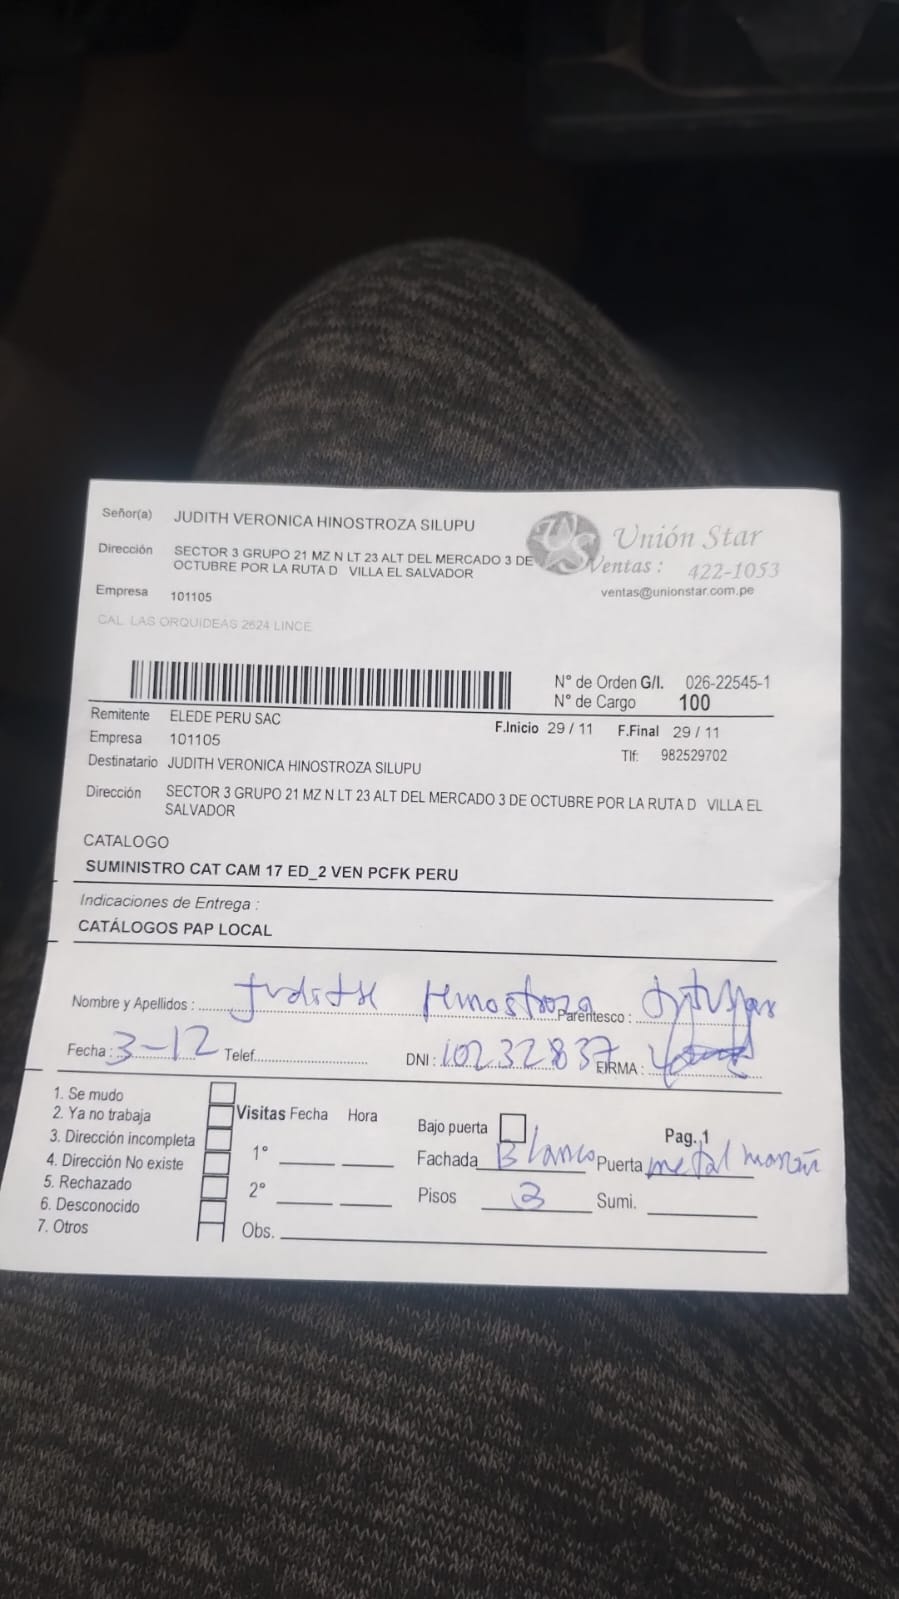 Señor(a) JUDITH VERONICA HINOSTROZA SILUPU
Unión Star
Ventas : 422-1053
ventas@unionstar.com.pe
Dirección SECTOR 3 GRUPO 21 MZ N LT 23 ALT DEL MERCADO 3 DE
OCTUBRE POR LA RUTA D VILLA EL SALVADOR
Empresa 101105
CAL. LAS ORQUIDEAS 2624 LINCE
N° de Orden G/I. 026-22545-1
N° de Cargo 100
Remitente ELEDE PERU SAC
F.Inicio 29 / 11 F.Final 29 / 11
Empresa 101105
Tlf: 982529702
Destinatario JUDITH VERONICA HINOSTROZA SILUPU
Dirección SECTOR 3 GRUPO 21 MZ N LT 23 ALT DEL MERCADO 3 DE OCTUBRE POR LA RUTA D VILLA EL
SALVADOR
CATALOGO
SUMINISTRO CAT CAM 17 ED_2 VEN PCFK PERU
Indicaciones de Entrega :
CATÁLOGOS PAP LOCAL
Nombre y Apellidos : Judith Hinostroza Parentesco :
Fecha : 3-12 Telef. DNI : 10232837 FIRMA :
1. Se mudo
2. Ya no trabaja
3. Dirección incompleta
4. Dirección No existe
5. Rechazado
6. Desconocido
7. Otros
Visitas Fecha Hora
1°
2°
Obs.
Bajo puerta Pag. 1
Fachada Blanco Puerta metal
Pisos 2 Sumi.